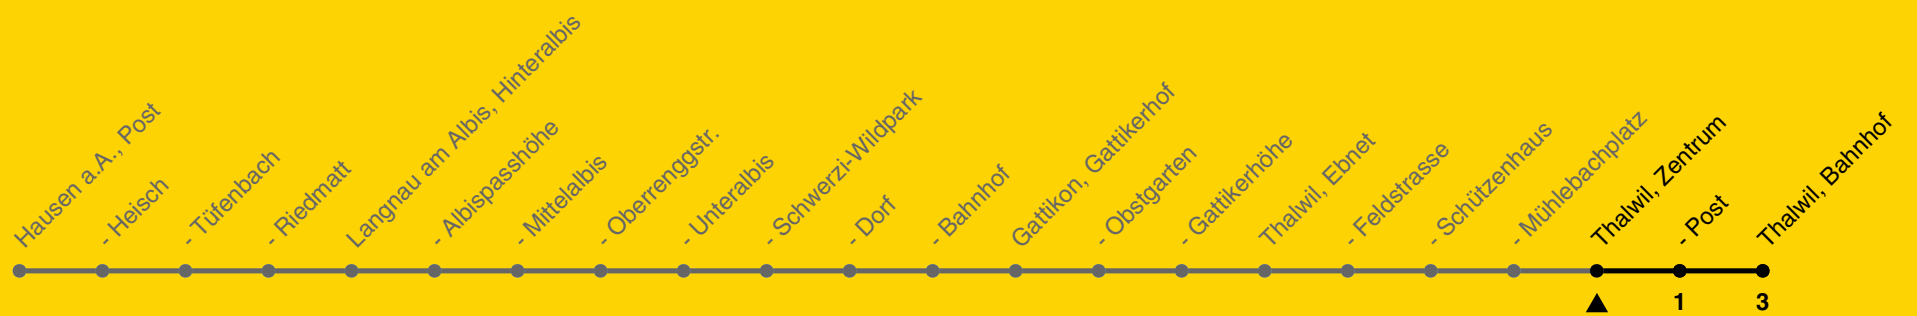 Hausen a.A., Post
- Heisch
- Tüfenbach
- Riedmatt
Langnau am Albis, Hinteralbis
- Albispasshöhe
- Mittelalbis
- Oberrenggstr.
- Unteralbis
- Schwerzi-Wildpark
- Dorf
- Bahnhof
Gattikon, Gattikerhof
- Obstgarten
- Gattikerhöhe
Thalwil, Ebnet
- Feldstrasse
- Schützenhaus
- Mühlebachplatz
Thalwil, Zentrum
- Post
Thalwil, Bahnhof
1
3